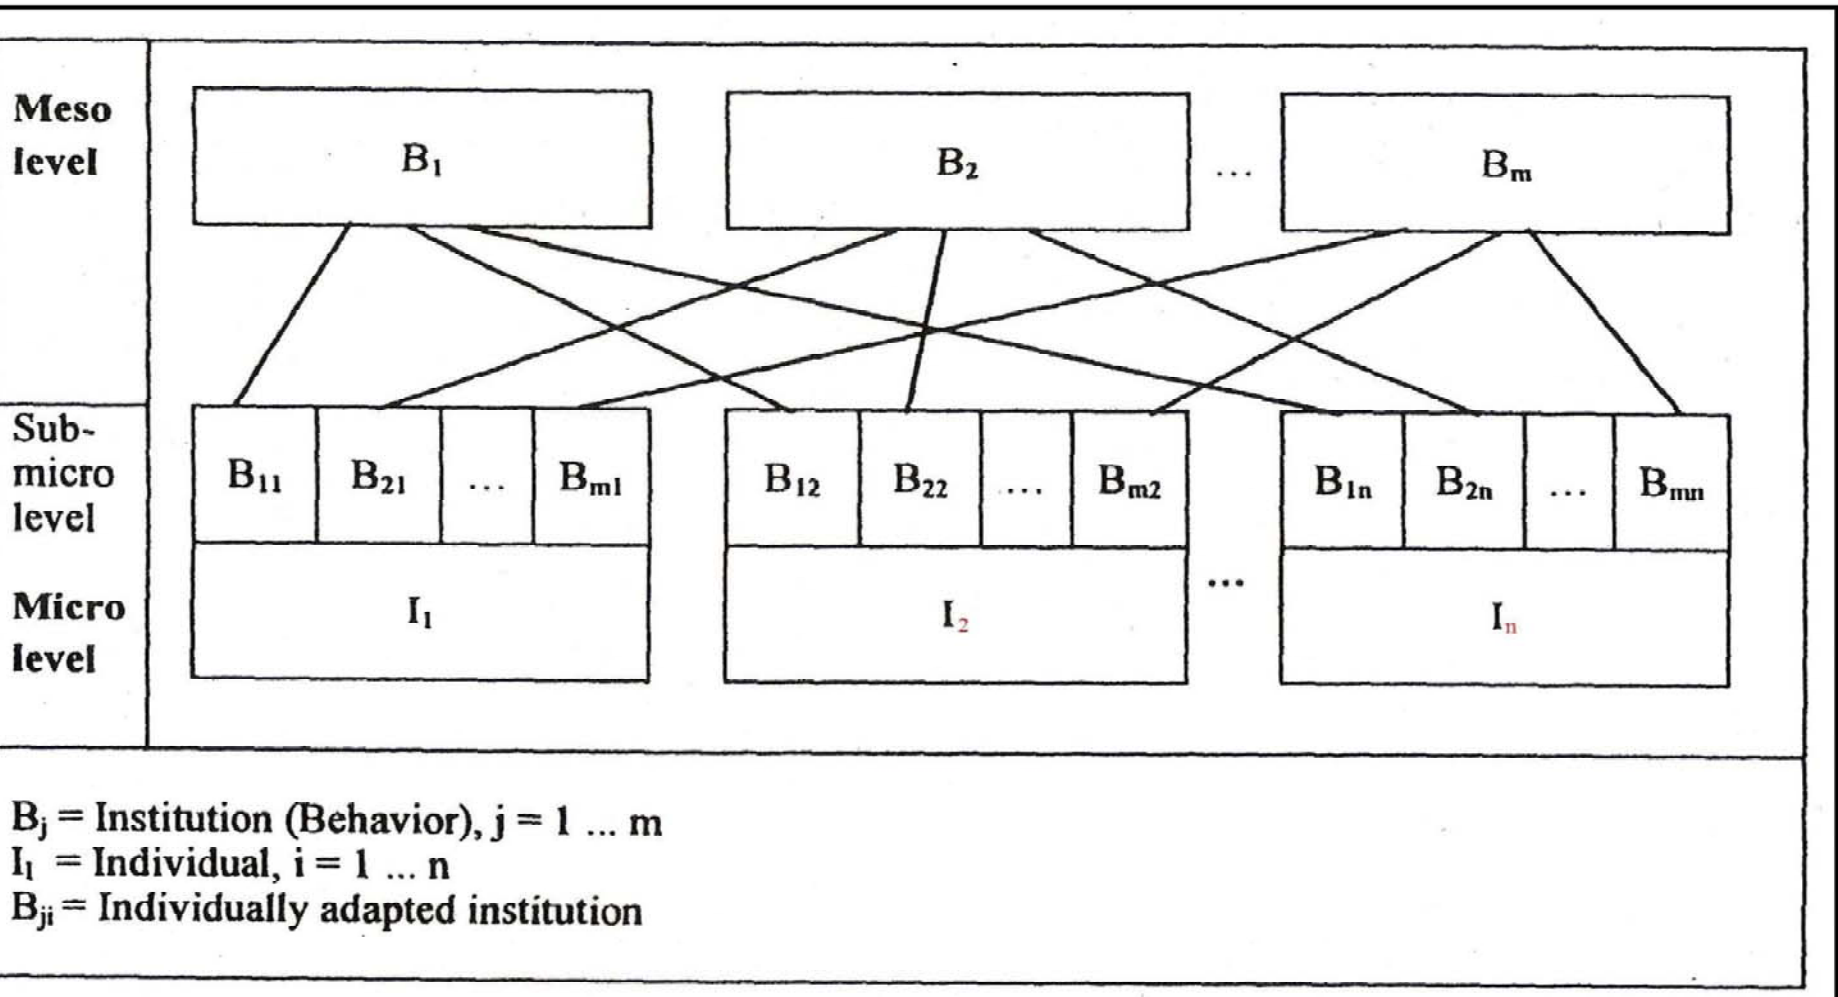 Meso
level
B1 B2 ... Bm
Sub-
micro
level
B11 B21 ... Bm1 B12 B22 ... Bm2 B1n B2n ... Bmn
Micro
level
I1 I2 ... In
Bj = Institution (Behavior), j = 1 ... m
I1 = Individual, i = 1 ... n
Bji = Individually adapted institution